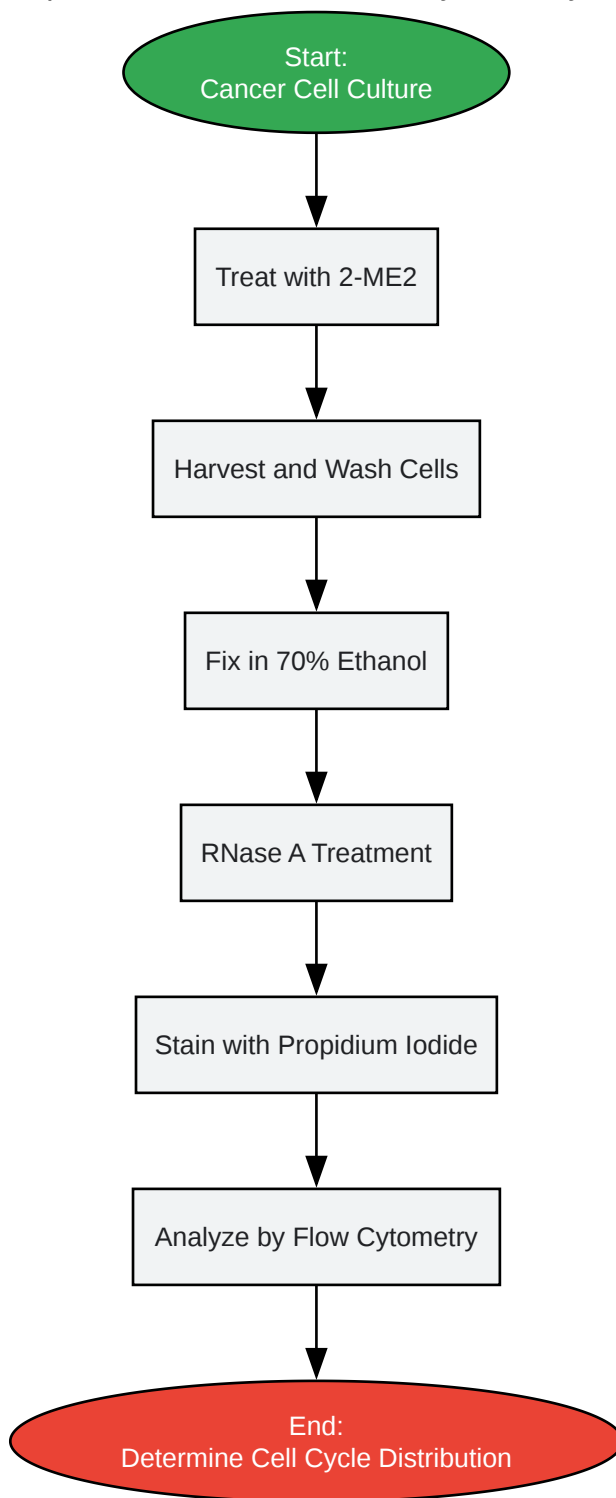 Start:
Cancer Cell Culture
Treat with 2-ME2
Harvest and Wash Cells
Fix in 70% Ethanol
RNase A Treatment
Stain with Propidium Iodide
Analyze by Flow Cytometry
End:
Determine Cell Cycle Distribution